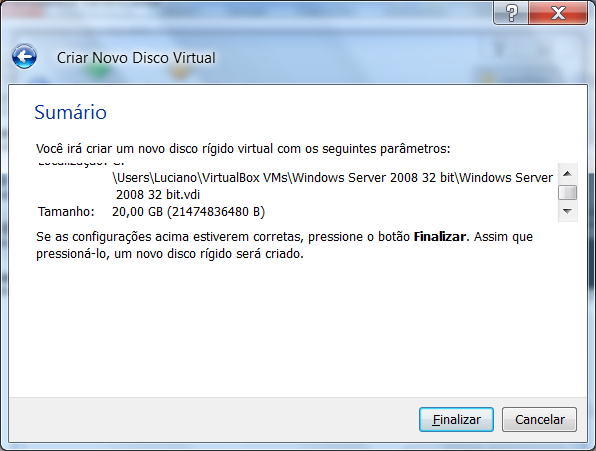 Criar Novo Disco Virtual
Sumário
Você irá criar um novo disco rígido virtual com os seguintes parâmetros:
Localização: C:
\Users\Luciano\VirtualBox VMs\Windows Server 2008 32 bit\Windows Server
2008 32 bit.vdi
Tamanho: 20,00 GB (21474836480 B)
Se as configurações acima estiverem corretas, pressione o botão Finalizar. Assim que
pressioná-lo, um novo disco rígido será criado.
Finalizar Cancelar